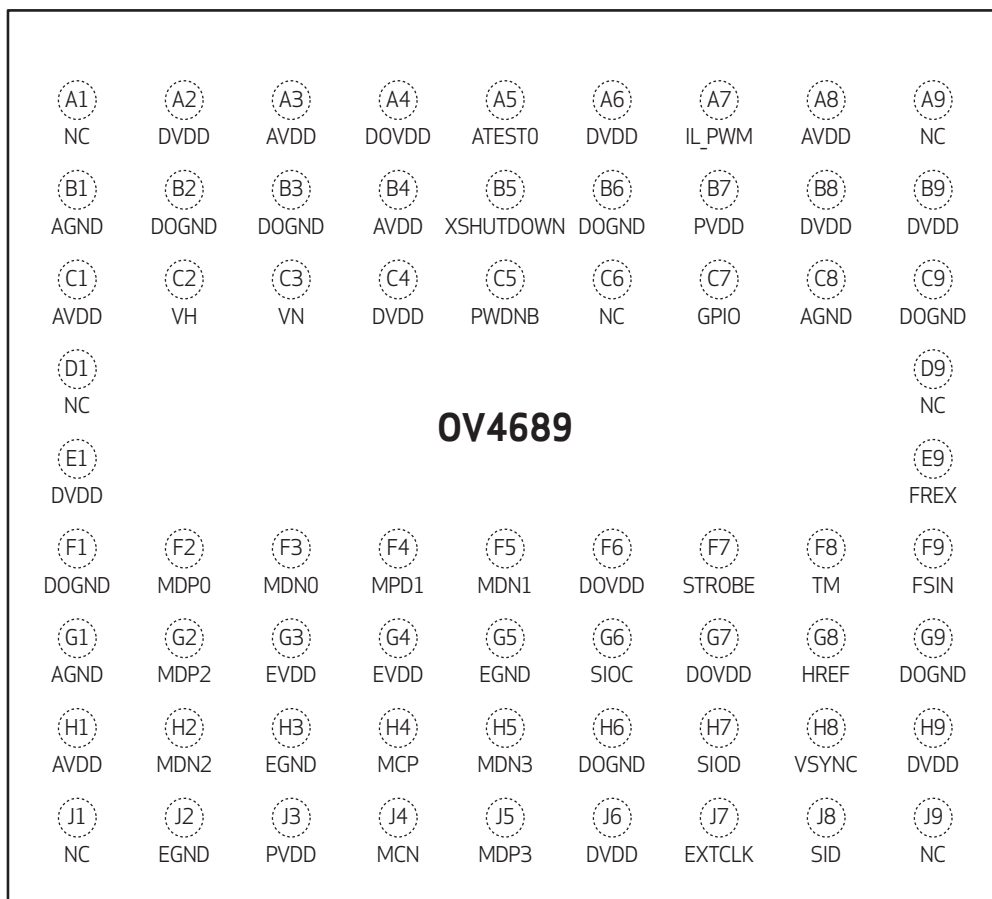 A1 A2 A3 A4 A5 A6 A7 A8 A9
NC DVDD AVDD DOVDD ATEST0 DVDD IL_PWM AVDD NC
B1 B2 B3 B4 B5 B6 B7 B8 B9
AGND DOGND DOGND AVDD XSHUTDOWN DOGND PVDD DVDD DVDD
C1 C2 C3 C4 C5 C6 C7 C8 C9
AVDD VH VN DVDD PWDNB NC GPIO AGND DOGND
D1 D9
NC NC
OV4689
E1 E9
DVDD FREX
F1 F2 F3 F4 F5 F6 F7 F8 F9
DOGND MDP0 MDN0 MPD1 MDN1 DOVDD STROBE TM FSIN
G1 G2 G3 G4 G5 G6 G7 G8 G9
AGND MDP2 EVDD EVDD EGND SIOC DOVDD HREF DOGND
H1 H2 H3 H4 H5 H6 H7 H8 H9
AVDD MDN2 EGND MCP MDN3 DOGND SIOD VSYNC DVDD
J1 J2 J3 J4 J5 J6 J7 J8 J9
NC EGND PVDD MCN MDP3 DVDD EXTCLK SID NC